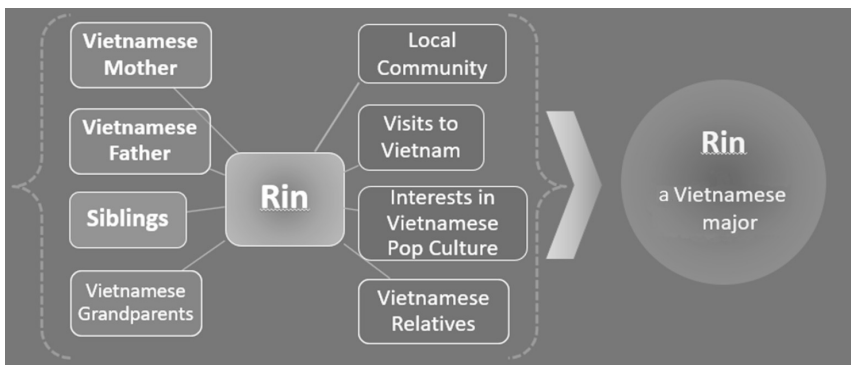 Vietnamese
Mother
Vietnamese
Father
Siblings
Vietnamese
Grandparents
Rin
Local
Community
Visits to
Vietnam
Interests in
Vietnamese
Pop Culture
Vietnamese
Relatives
Rin
a Vietnamese
major